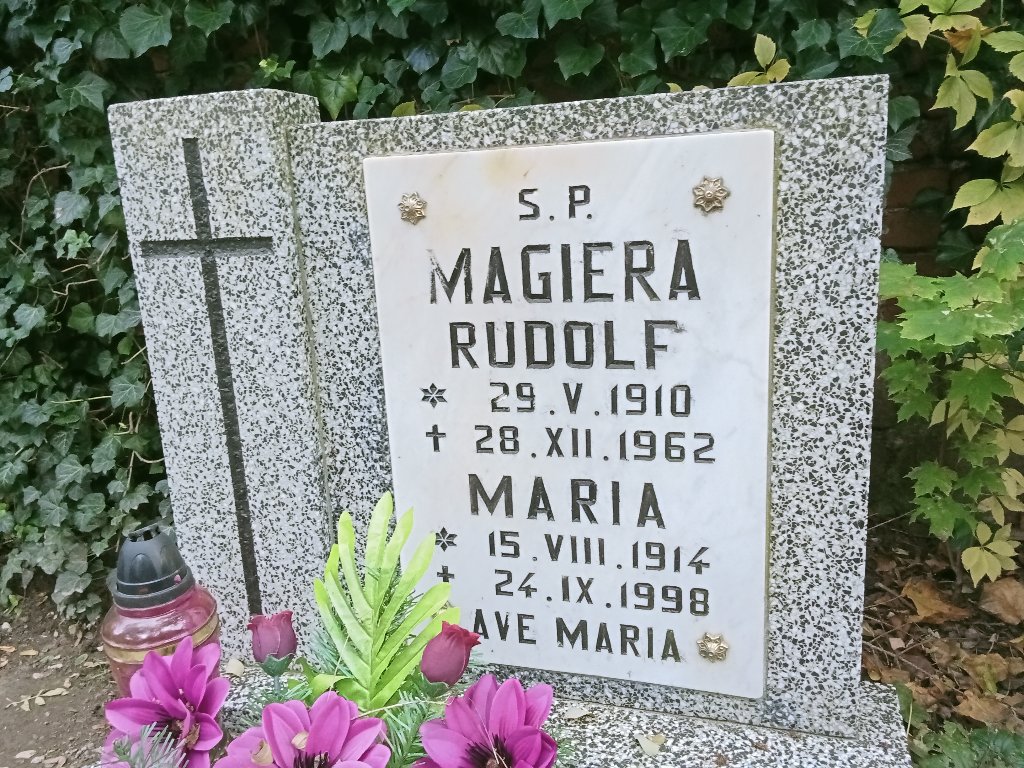 S. P.
MAGIERA
RUDOLF
* 29. V. 1910
+ 28. XII. 1962
MARIA
* 15. VIII. 1914
+ 24. IX. 1998
AVE MARIA